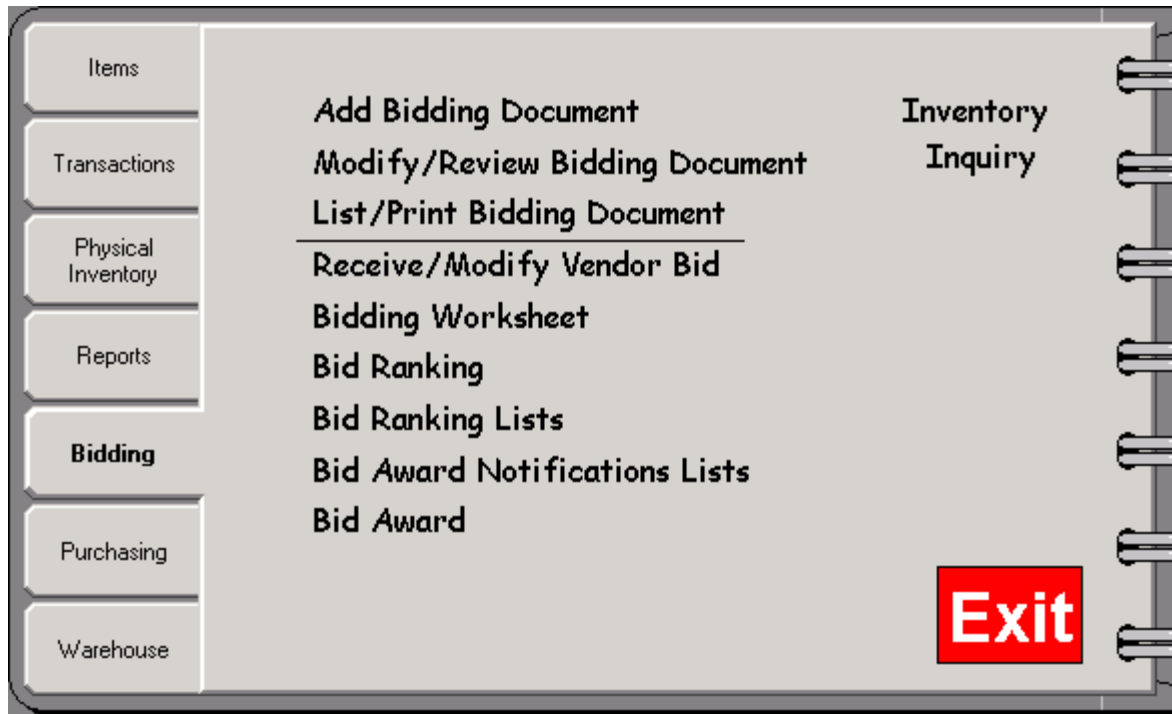 Items
Transactions
Physical
Inventory
Reports
Bidding
Purchasing
Warehouse
Add Bidding Document
Modify/Review Bidding Document
List/Print Bidding Document
Receive/Modify Vendor Bid
Bidding Worksheet
Bid Ranking
Bid Ranking Lists
Bid Award Notifications Lists
Bid Award
Inventory
Inquiry
Exit